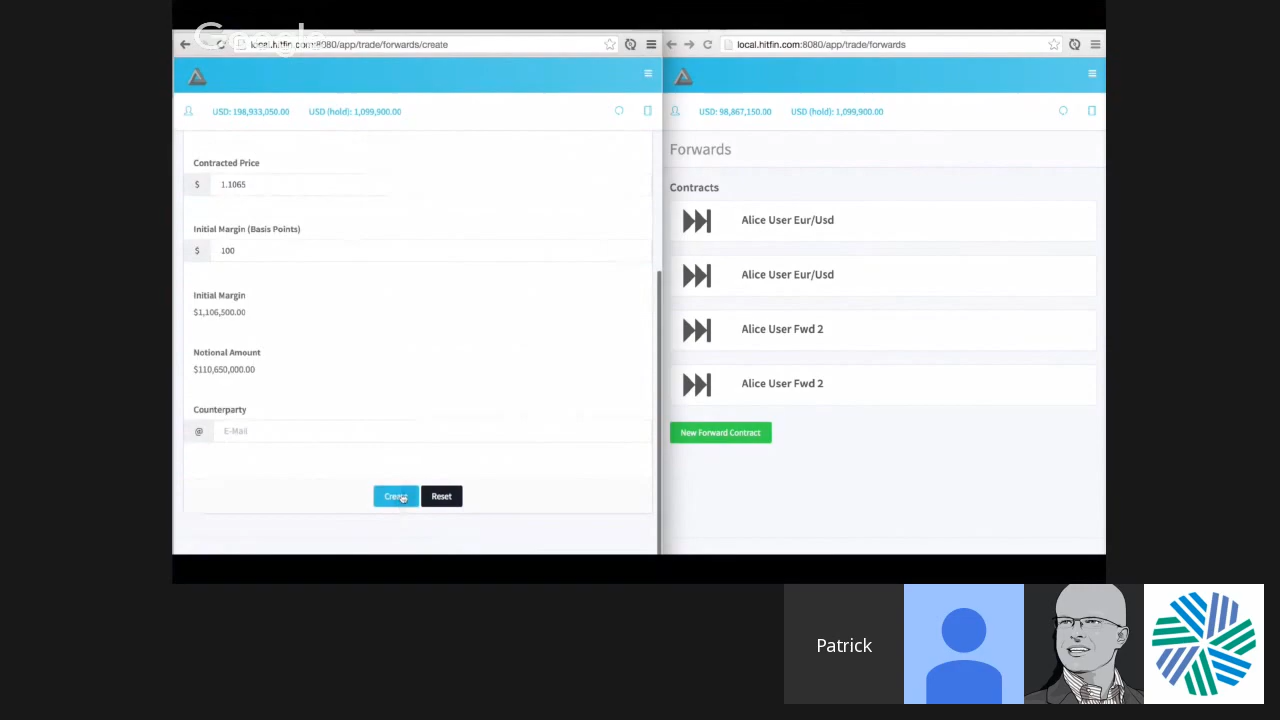 Google
local.hitfin.com:8080/app/trade/forwards/create
USD: 198,933,050.00
USD (hold): 1,099,900.00
Contracted Price
$
1.1065
Initial Margin (Basis Points)
$
100
Initial Margin
$1,106,500.00
Notional Amount
$110,650,000.00
Counterparty
@
E-Mail
Create
Reset
local.hitfin.com:8080/app/trade/forwards
USD: 98,867,150.00
USD (hold): 1,099,900.00
Forwards
Contracts
Alice User Eur/Usd
Alice User Eur/Usd
Alice User Fwd 2
Alice User Fwd 2
New Forward Contract
Patrick